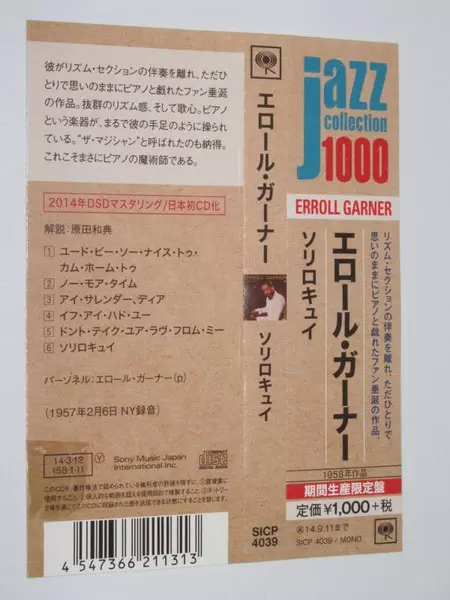 彼がリズム・セクションの伴奏を離れ、ただひ
とりで思いのままにピアノと戯れたファン垂涎
の作品。抜群のリズム感、そして歌心。ピアノ
という楽器が、まるで彼の手足のように操られ
ている。“ザ・マジシャン”と呼ばれたのも納得。
これこそまさにピアノの魔術師である。
2014年DSDマスタリング/日本初CD化
解説：原田和典
1 ユード・ビー・ソー・ナイス・トゥ・
カム・ホーム・トゥ
2 ノー・モア・タイム
3 アイ・サレンダー、ディア
4 イフ・アイ・ハド・ユー
5 ドント・テイク・ユア・ラヴ・フロム・ミー
6 ソリロキュイ
パーソネル：エロール・ガーナー(p)
(1957年2月6日 NY録音)
14・3・12
Y
Sony Music Japan
International Inc.
COMPACT
disc
DIGITAL AUDIO
4 547366 211313
エロール・ガーナー
ソリロキュイ
SICP
4039
jazz
collection
1000
ERROLL GARNER
リズム・セクションの伴奏を離れ、ただひとりで
思いのままにピアノと戯れたファン垂涎の作品。
エロール・ガーナー
ソリロキュイ
1958年作品
期間生産限定盤
定価¥1,000+税
14.9.11まで
SICP 4039 / MONO